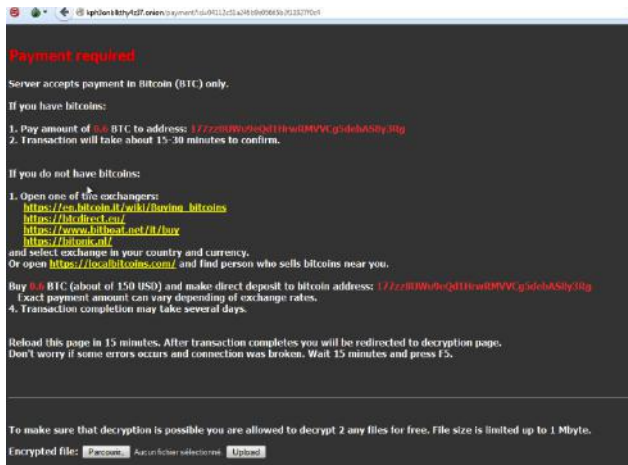 Payment required
Server accepts payment in Bitcoin (BTC) only.
If you have bitcoins:
1. Pay amount of 0.6 BTC to address:
2. Transaction will take about 15-30 minutes to confirm.
If you do not have bitcoins:
1. Open one of the exchangers:
https://en.bitcoin.it/wiki/Buying_bitcoins
https://btcdirect.eu/
https://www.bitboat.net/it/buy
https://bitonic.nl/
and select exchange in your country and currency.
Or open https://localbitcoins.com/ and find person who sells bitcoins near you.
Buy 0.6 BTC (about of 150 USD) and make direct deposit to bitcoin address:
Exact payment amount can vary depending of exchange rates.
4. Transaction completion may take several days.
Reload this page in 15 minutes. After transaction completes you will be redirected to decryption page.
Don't worry if some errors occurs and connection was broken. Wait 15 minutes and press F5.
To make sure that decryption is possible you are allowed to decrypt 2 any files for free. File size is limited up to 1 Mbyte.
Encrypted file: Parcourir_ Aucun fichier sélectionné. Upload